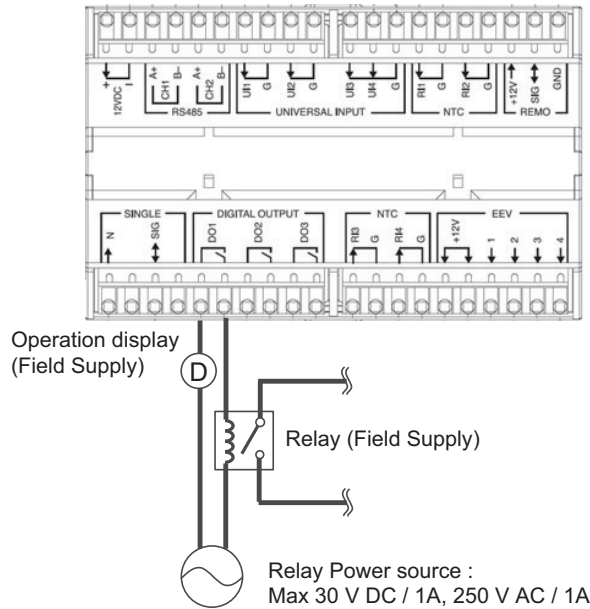 +
I
12VDC
A+
B–
CH1
A+
B–
CH2
RS485
UI1
G
UI2
G
UI3
UI4
G
UNIVERSAL INPUT
RI1
G
RI2
G
NTC
+12V
SIG
GND
REMO
SINGLE
N
SIG
DIGITAL OUTPUT
DO1
DO2
DO3
NTC
RI3
G
RI4
G
EEV
+12V
1
2
3
4
Operation display
(Field Supply)
D
Relay (Field Supply)
Relay Power source :
Max 30 V DC / 1A, 250 V AC / 1A